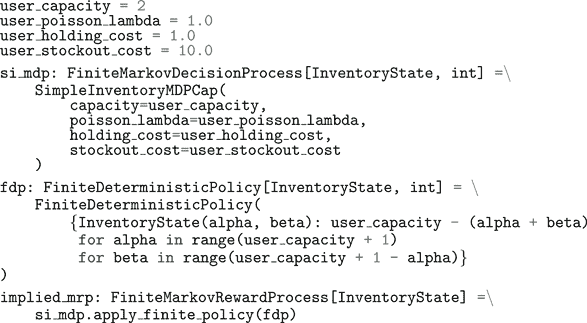 user_capacity = 2
user_poisson_lambda = 1.0
user_holding_cost = 1.0
user_stockout_cost = 10.0
si_mdp: FiniteMarkovDecisionProcess[InventoryState, int] =\
    SimpleInventoryMDPCap(
        capacity=user_capacity,
        poisson_lambda=user_poisson_lambda,
        holding_cost=user_holding_cost,
        stockout_cost=user_stockout_cost
    )
fdp: FiniteDeterministicPolicy[InventoryState, int] = \
    FiniteDeterministicPolicy(
        {InventoryState(alpha, beta): user_capacity - (alpha + beta)
         for alpha in range(user_capacity + 1)
         for beta in range(user_capacity + 1 - alpha)}
)
implied_mrp: FiniteMarkovRewardProcess[InventoryState] =\
    si_mdp.apply_finite_policy(fdp)